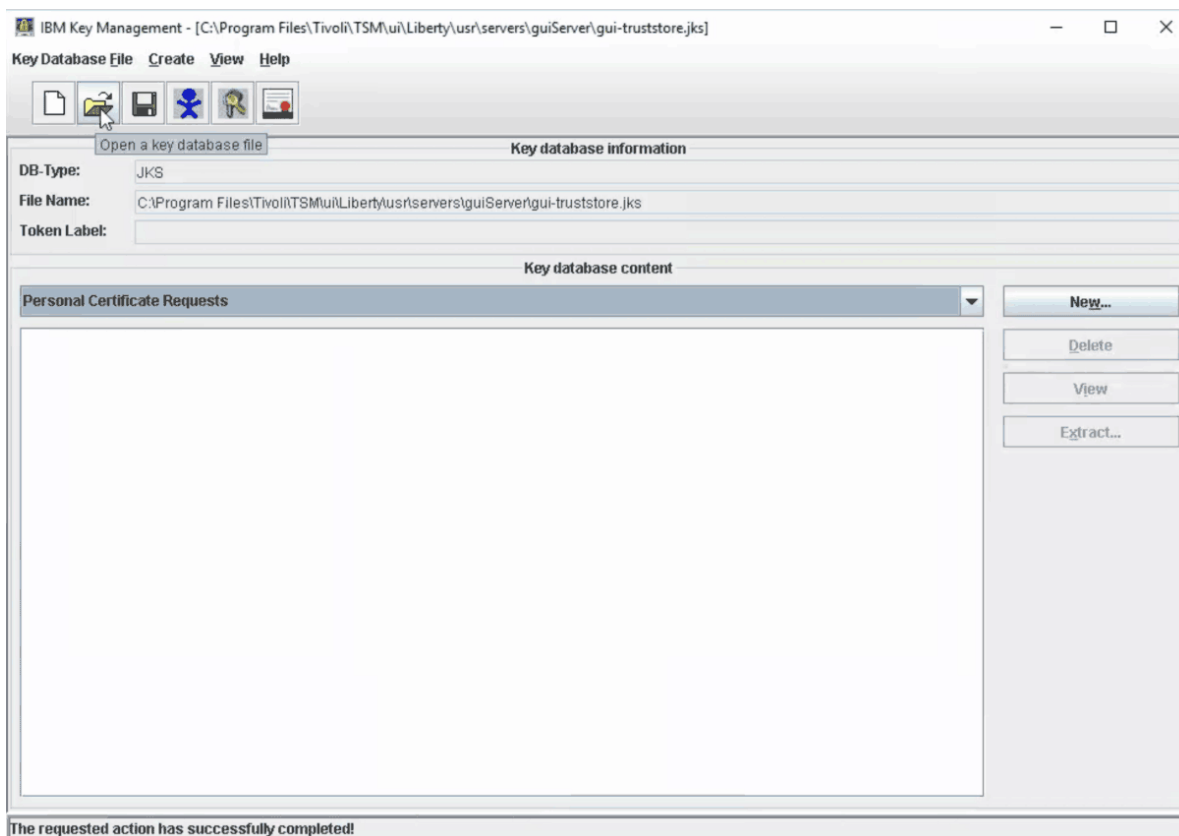 IBM Key Management - [C:\Program Files\Tivoli\TSM\ui\Liberty\usr\servers\guiServer\gui-truststore.jks]
Key Database File Create View Help
Open a key database file
Key database information
DB-Type: JKS
File Name: C:\Program Files\Tivoli\TSM\ui\Liberty\usr\servers\guiServer\gui-truststore.jks
Token Label:
Key database content
Personal Certificate Requests
New...
Delete
View
Extract...
The requested action has successfully completed!